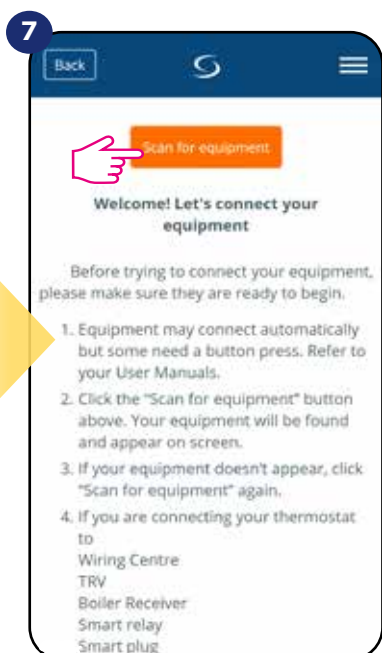 7
Back
Scan for equipment
Welcome! Let's connect your
equipment
Before trying to connect your equipment,
please make sure they are ready to begin.
1. Equipment may connect automatically
but some need a button press. Refer to
your User Manuals.
2. Click the "Scan for equipment" button
above. Your equipment will be found
and appear on screen.
3. If your equipment doesn't appear, click
"Scan for equipment" again.
4. If you are connecting your thermostat
to
Wiring Centre
TRV
Boiler Receiver
Smart relay
Smart plug